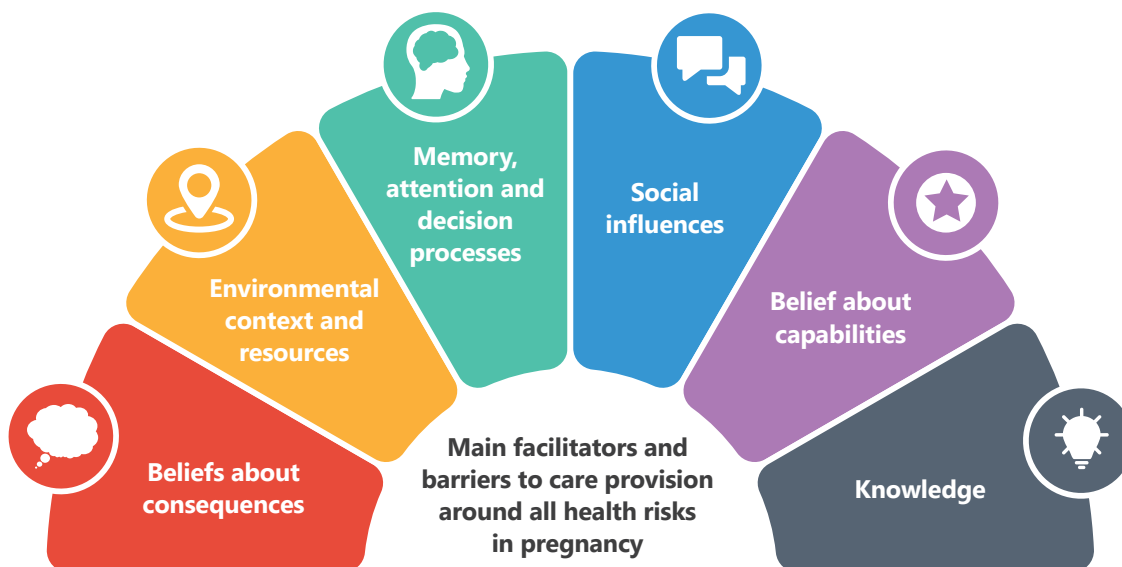 Beliefs about
consequences
Environmental
context and
resources
Memory,
attention and
decision
processes
Social
influences
Belief about
capabilities
Knowledge
Main facilitators and
barriers to care provision
around all health risks
in pregnancy